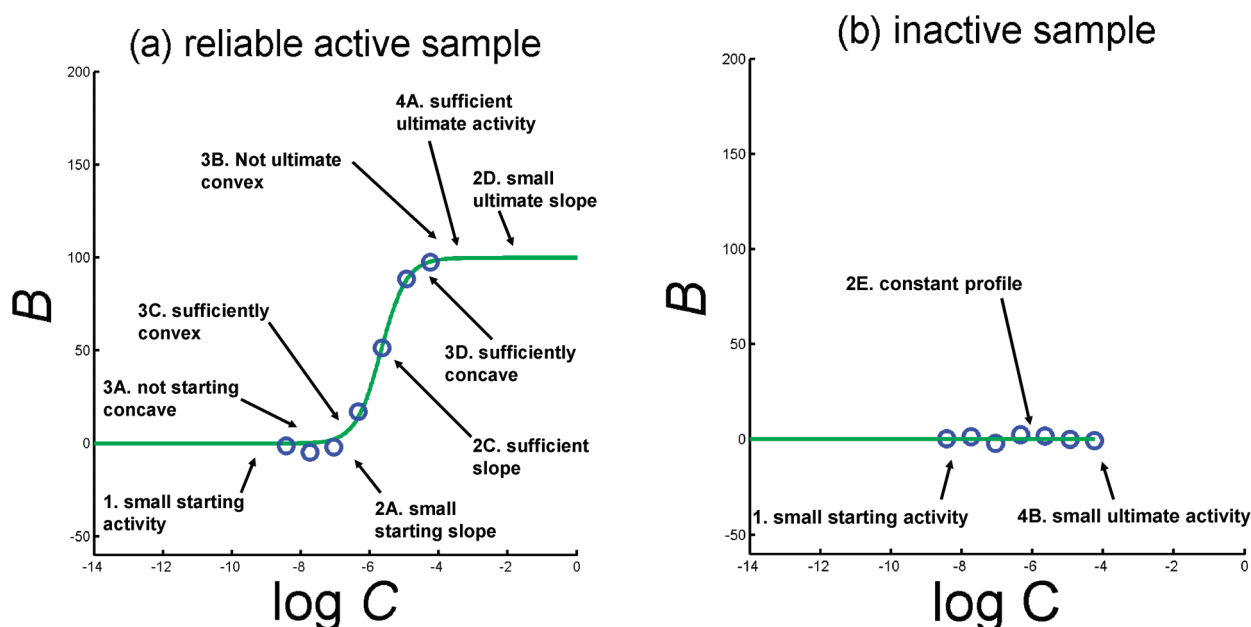 (a) reliable active sample
200
150
100
50
0
-50
-14
-12
-10
-8
-6
-4
-2
0
B
log C
4A. sufficient
ultimate activity
3B. Not ultimate
convex
2D. small
ultimate slope
3C. sufficiently
convex
3D. sufficiently
concave
3A. not starting
concave
2C. sufficient
slope
1. small starting
activity
2A. small
starting slope
(b) inactive sample
200
150
100
50
0
-50
-14
-12
-10
-8
-6
-4
-2
0
B
log C
2E. constant profile
1. small starting activity
4B. small ultimate activity